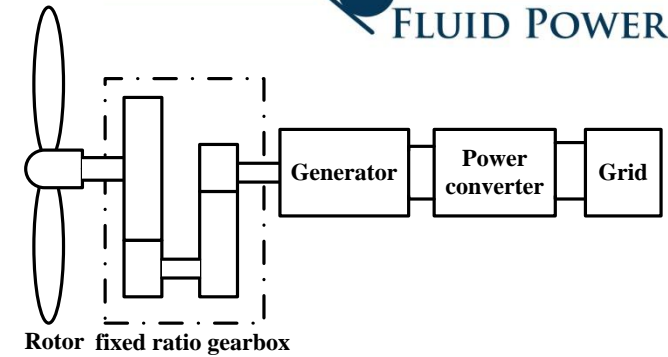 FLUID POWER
Generator
Power
converter
Grid
Rotor fixed ratio gearbox